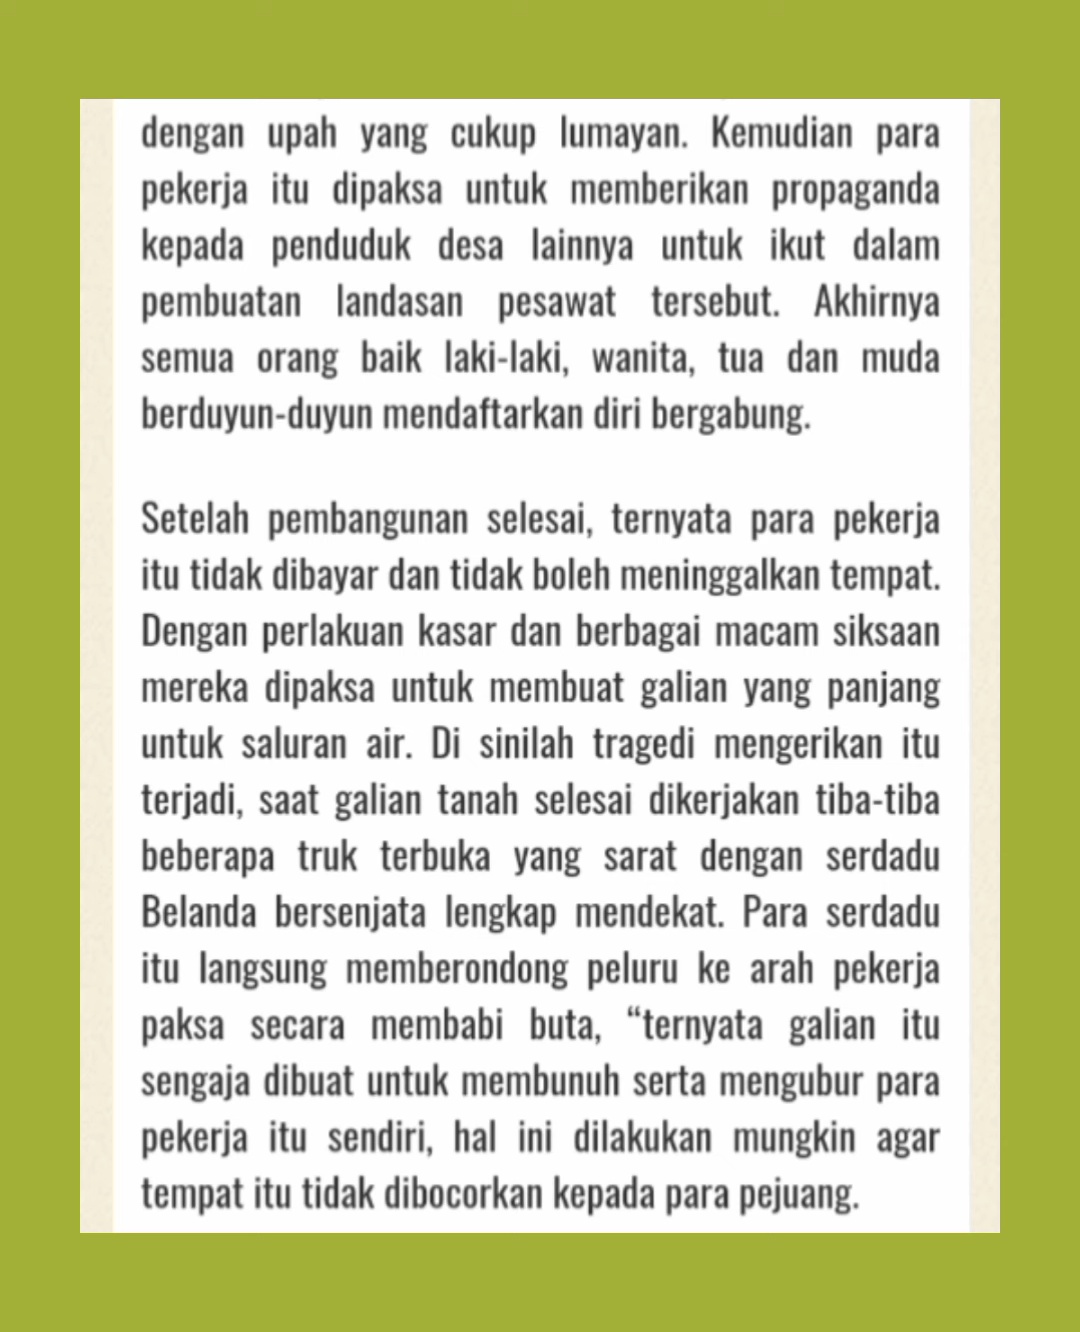 dengan upah yang cukup lumayan. Kemudian para
pekerja itu dipaksa untuk memberikan propaganda
kepada penduduk desa lainnya untuk ikut dalam
pembuatan landasan pesawat tersebut. Akhirnya
semua orang baik laki-laki, wanita, tua dan muda
berduyun-duyun mendaftarkan diri bergabung.

Setelah pembangunan selesai, ternyata para pekerja
itu tidak dibayar dan tidak boleh meninggalkan tempat.
Dengan perlakuan kasar dan berbagai macam siksaan
mereka dipaksa untuk membuat galian yang panjang
untuk saluran air. Di sinilah tragedi mengerikan itu
terjadi, saat galian tanah selesai dikerjakan tiba-tiba
beberapa truk terbuka yang sarat dengan serdadu
Belanda bersenjata lengkap mendekat. Para serdadu
itu langsung memberondong peluru ke arah pekerja
paksa secara membabi buta, “ternyata galian itu
sengaja dibuat untuk membunuh serta mengubur para
pekerja itu sendiri, hal ini dilakukan mungkin agar
tempat itu tidak dibocorkan kepada para pejuang.